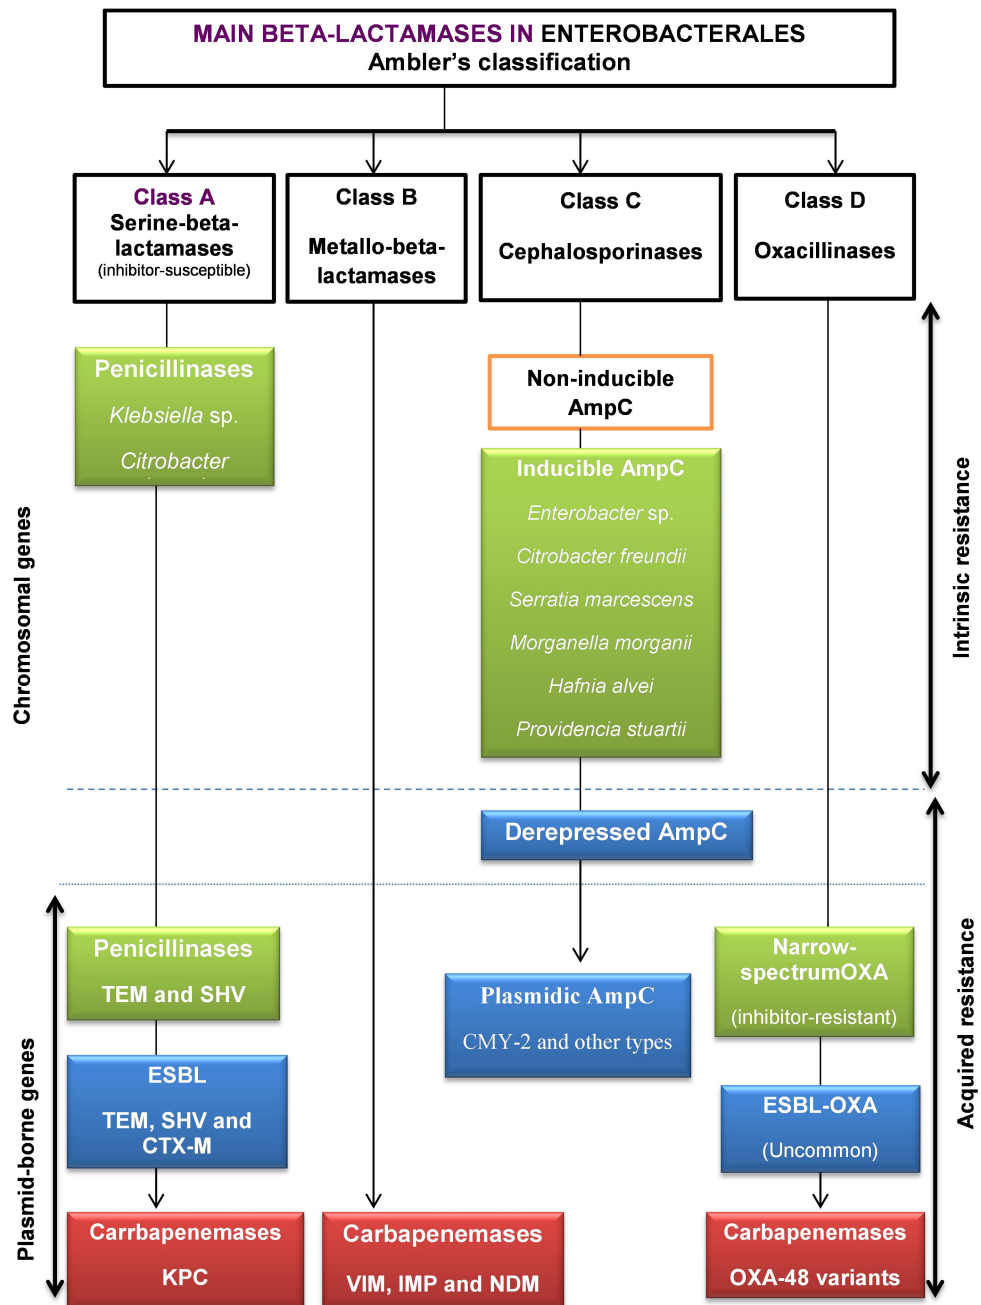 MAIN BETA-LACTAMASES IN ENTEROBACTERALES
Ambler's classification
Class A
Serine-beta-
lactamases
(inhibitor-susceptible)
Class B
Metallo-beta-
lactamases
Class C
Cephalosporinases
Class D
Oxacillinases
Penicillinases
Klebsiella sp.
Citrobacter
Non-inducible
AmpC
Inducible AmpC
Enterobacter sp.
Citrobacter freundii
Serratia marcescens
Morganella morganii
Hafnia alvei
Providencia stuartii
Chromosomal genes
Intrinsic resistance
Derepressed AmpC
Penicillinases
TEM and SHV
Plasmidic AmpC
CMY-2 and other types
Narrow-
spectrumOXA
(inhibitor-resistant)
ESBL
TEM, SHV and
CTX-M
ESBL-OXA
(Uncommon)
Plasmid-borne genes
Acquired resistance
Carrbapenemases
KPC
Carbapenemases
VIM, IMP and NDM
Carbapenemases
OXA-48 variants